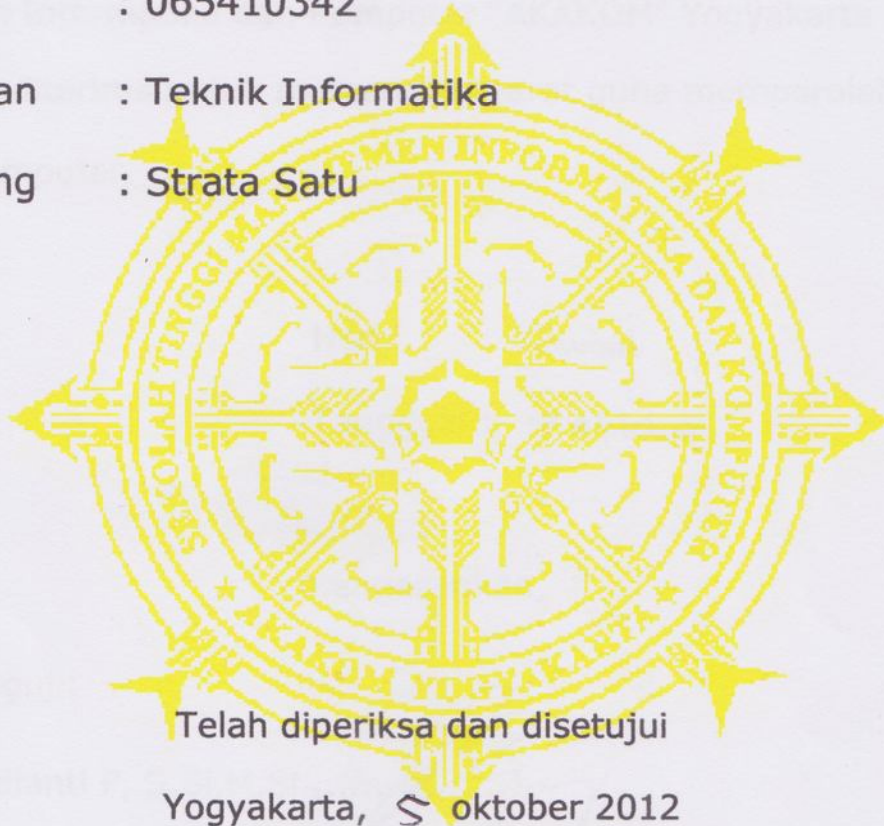 : 065410342
an : Teknik Informatika
ng : Strata Satu
SEKOLAH TINGGI MANAJEMEN INFORMATIKA DAN KOMPUTER
★ AKAKOM YOGYAKARTA ★
Telah diperiksa dan disetujui
Yogyakarta, 5 oktober 2012